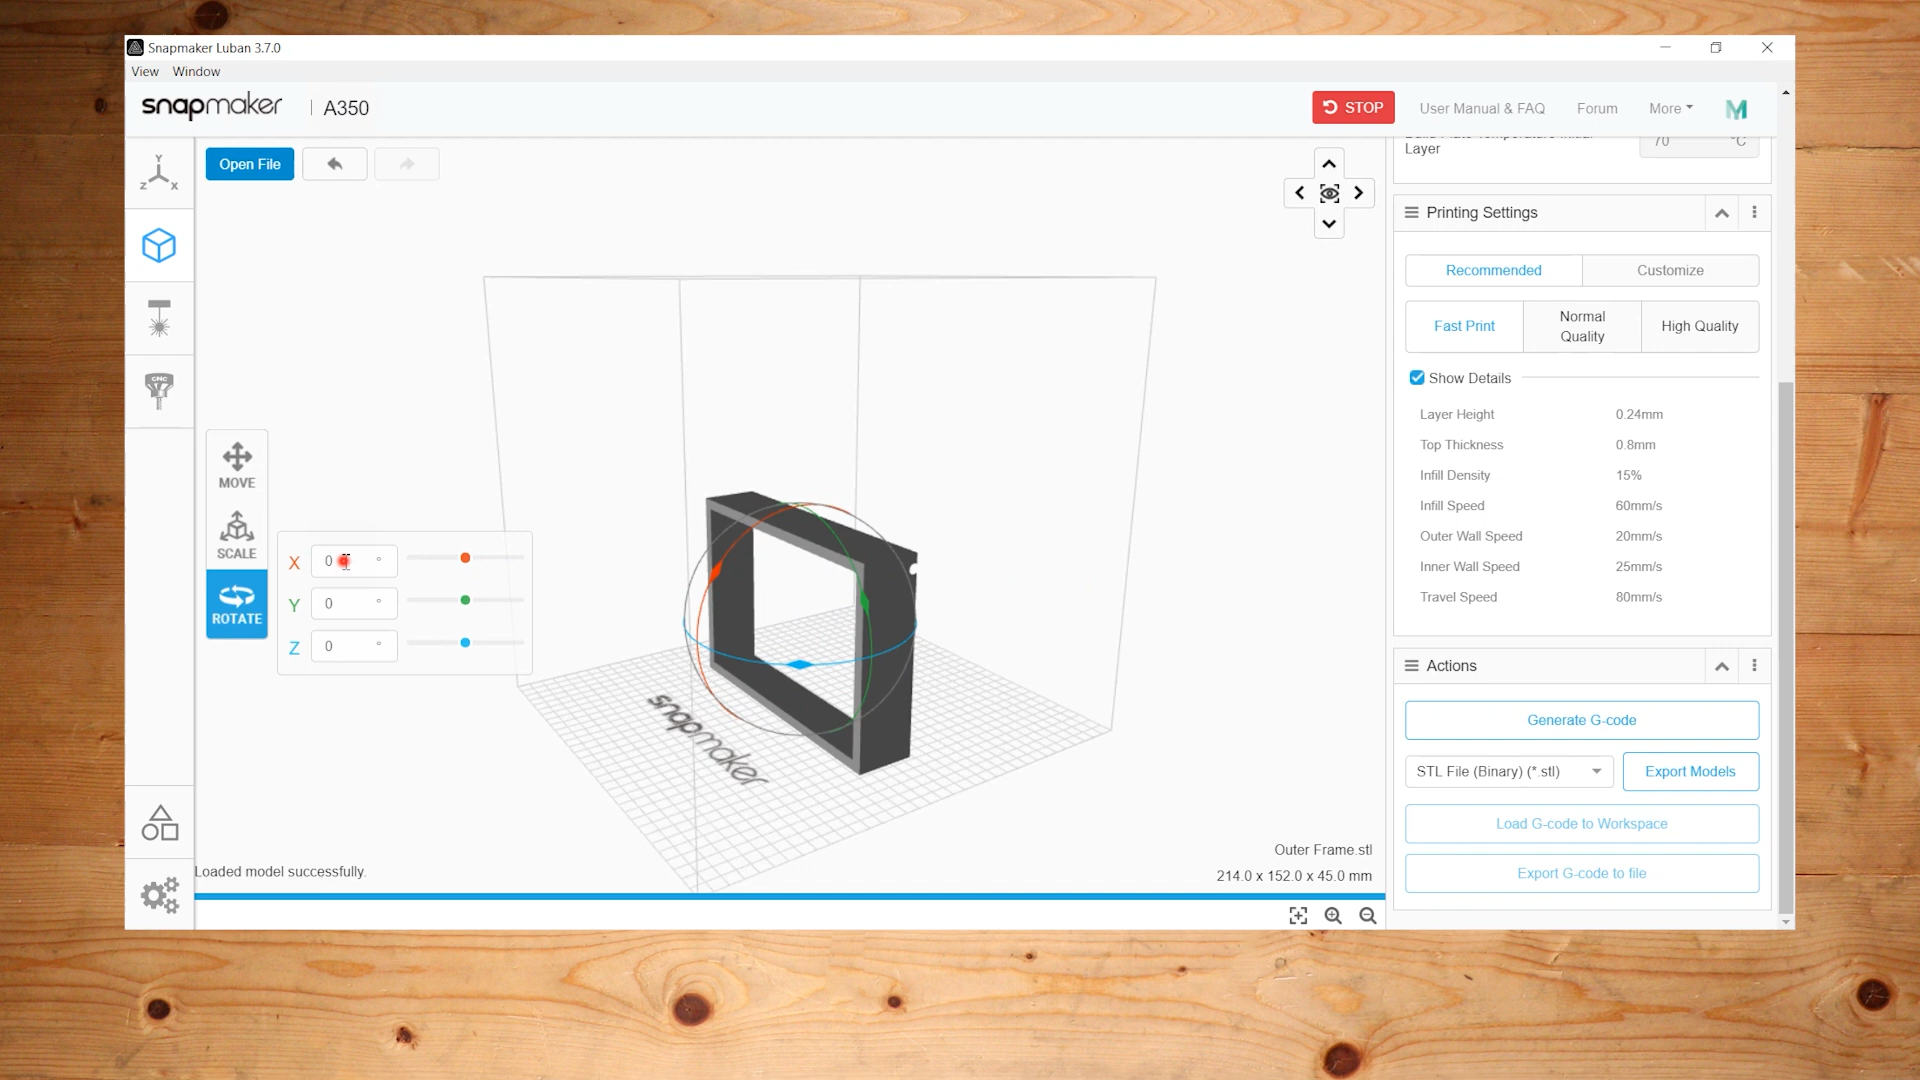 Snapmaker Luban 3.7.0
View Window
snapmaker | A350
STOP
User Manual & FAQ
Forum
More
Open File
Layer
70 °C
Printing Settings
Recommended
Customize
Fast Print
Normal
Quality
High Quality
Show Details
Layer Height 0.24mm
Top Thickness 0.8mm
Infill Density 15%
Infill Speed 60mm/s
Outer Wall Speed 20mm/s
Inner Wall Speed 25mm/s
Travel Speed 80mm/s
Y
Z X
CNC
MOVE
SCALE
ROTATE
X 0 °
Y 0 °
Z 0 °
snapmaker
Actions
Generate G-code
STL File (Binary) (*.stl)
Export Models
Load G-code to Workspace
Export G-code to file
Outer Frame.stl
214.0 x 152.0 x 45.0 mm
Loaded model successfully.